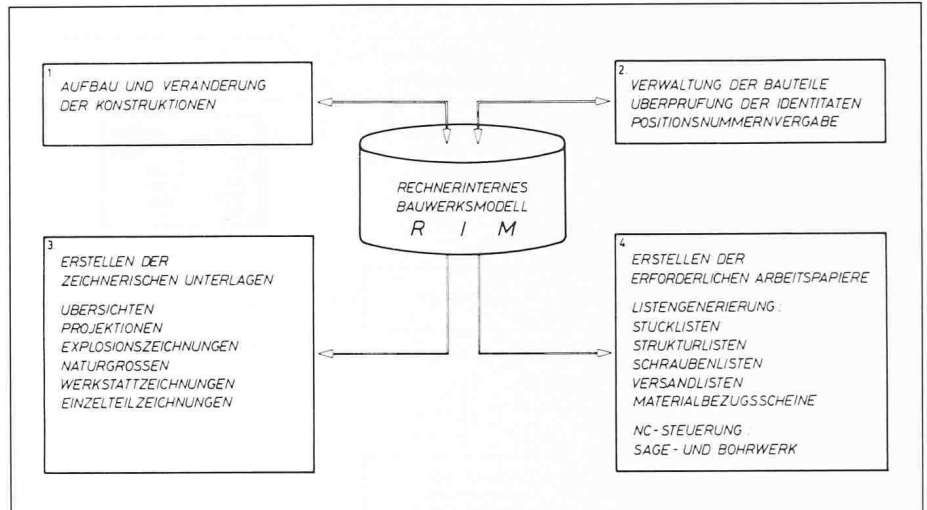 1
AUFBAU UND VERANDERUNG
DER KONSTRUKTIONEN
2.
VERWALTUNG DER BAUTEILE
UBERPRUFUNG DER IDENTITATEN
POSITIONSNUMMERNVERGABE
RECHNERINTERNES
BAUWERKSMODELL
R I M
3.
ERSTELLEN DER
ZEICHNERISCHEN UNTERLAGEN
UBERSICHTEN
PROJEKTIONEN
EXPLOSIONSZEICHNUNGEN
NATURGROSSEN
WERKSTATTZEICHNUNGEN
EINZELTEILZEICHNUNGEN
4.
ERSTELLEN DER
ERFORDERLICHEN ARBEITSPAPIERE
LISTENGENERIERUNG :
STUCKLISTEN
STRUKTURLISTEN
SCHRAUBENLISTEN
VERSANDLISTEN
MATERIALBEZUGSSCHEINE
NC-STEUERUNG :
SAGE- UND BOHRWERK